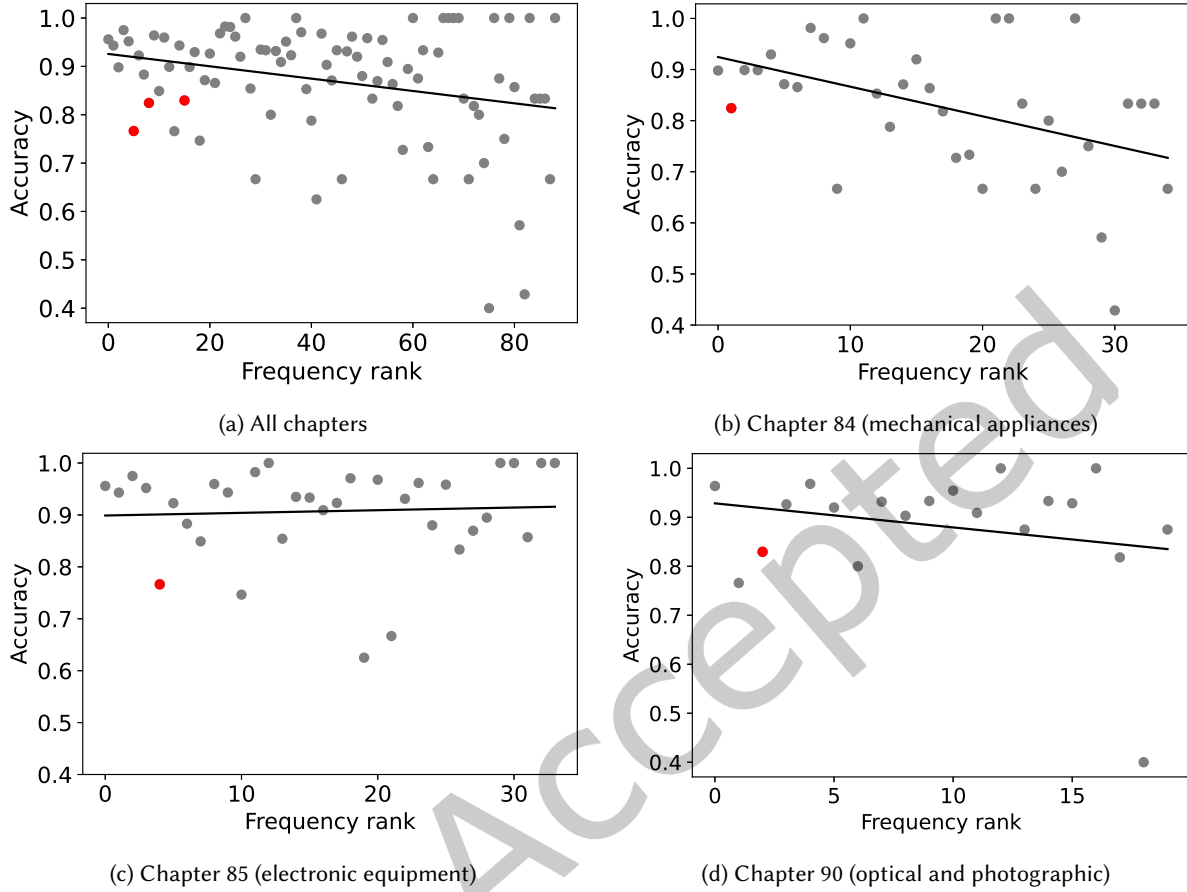 1.0
0.9
0.8
0.7
0.6
0.5
0.4
Accuracy
0 20 40 60 80
Frequency rank
(a) All chapters
1.0
0.9
0.8
0.7
0.6
0.5
0.4
Accuracy
0 10 20 30
Frequency rank
(b) Chapter 84 (mechanical appliances)
1.0
0.9
0.8
0.7
0.6
0.5
0.4
Accuracy
0 10 20 30
Frequency rank
(c) Chapter 85 (electronic equipment)
1.0
0.9
0.8
0.7
0.6
0.5
0.4
Accuracy
0 5 10 15
Frequency rank
(d) Chapter 90 (optical and photographic)
Accepted